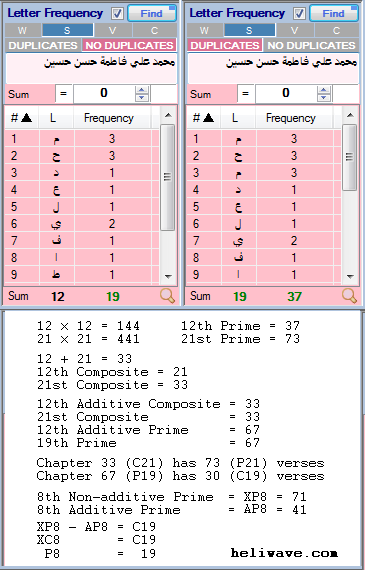 Letter Frequency Find
W S V C
DUPLICATES NO DUPLICATES
محمد علي فاطمة حسن حسين
Sum = 0
# L Frequency
1 م 3
2 ح 3
3 د 1
4 ع 1
5 ل 1
6 ي 2
7 ف 1
8 ا 1
9 ط 1
Sum 12 19
Letter Frequency Find
W S V C
DUPLICATES NO DUPLICATES
محمد علي فاطمة حسن حسين
Sum = 0
# L Frequency
1 م 3
2 ح 3
3 م 1
4 د 1
5 ع 1
6 ل 1
7 ي 2
8 ف 1
9 ا 1
Sum 19 37
12 × 12 = 144 12th Prime = 37
21 × 21 = 441 21st Prime = 73
12 + 21 = 33
12th Composite = 21
21st Composite = 33
12th Additive Composite = 33
21st Composite = 33
12th Additive Prime = 67
19th Prime = 67
Chapter 33 (C21) has 73 (P21) verses
Chapter 67 (P19) has 30 (C19) verses
8th Non-additive Prime = XP8 = 71
8th Additive Prime = AP8 = 41
XP8 - AP8 = C19
XC8 = C19
P8 = 19
heliwave.com